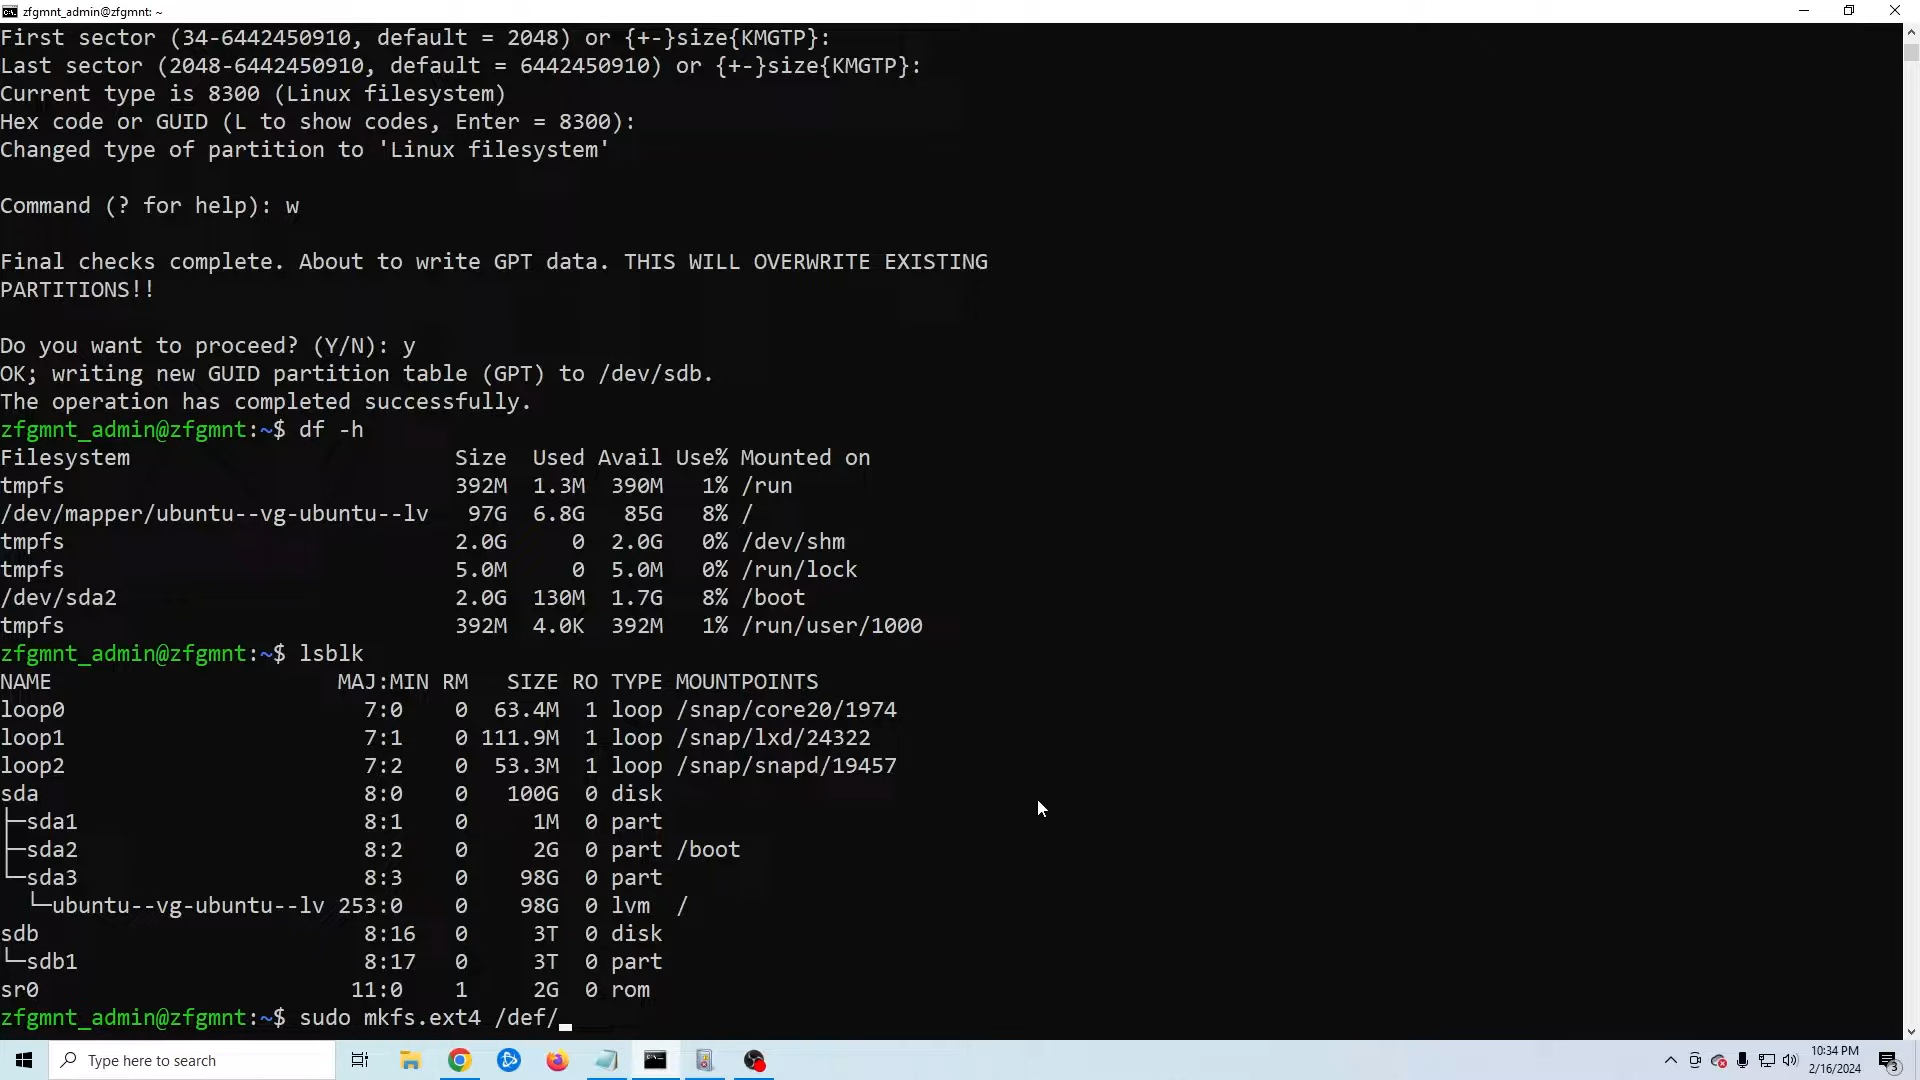 zfgmnt_admin@zfgmnt: ~
First sector (34-6442450910, default = 2048) or {+-}size{KMGTP}:
Last sector (2048-6442450910, default = 6442450910) or {+-}size{KMGTP}:
Current type is 8300 (Linux filesystem)
Hex code or GUID (L to show codes, Enter = 8300):
Changed type of partition to 'Linux filesystem'
Command (? for help): w
Final checks complete. About to write GPT data. THIS WILL OVERWRITE EXISTING
PARTITIONS!!
Do you want to proceed? (Y/N): y
OK; writing new GUID partition table (GPT) to /dev/sdb.
The operation has completed successfully.
zfgmnt_admin@zfgmnt:~$ df -h
Filesystem                         Size  Used Avail Use% Mounted on
tmpfs                              392M  1.3M  390M   1% /run
/dev/mapper/ubuntu--vg-ubuntu--lv   97G  6.8G   85G   8% /
tmpfs                              2.0G     0  2.0G   0% /dev/shm
tmpfs                              5.0M     0  5.0M   0% /run/lock
/dev/sda2                          2.0G  130M  1.7G   8% /boot
tmpfs                              392M  4.0K  392M   1% /run/user/1000
zfgmnt_admin@zfgmnt:~$ lsblk
NAME                      MAJ:MIN RM   SIZE RO TYPE MOUNTPOINTS
loop0                       7:0    0  63.4M  1 loop /snap/core20/1974
loop1                       7:1    0 111.9M  1 loop /snap/lxd/24322
loop2                       7:2    0  53.3M  1 loop /snap/snapd/19457
sda                         8:0    0   100G  0 disk
├─sda1                      8:1    0     1M  0 part
├─sda2                      8:2    0     2G  0 part /boot
└─sda3                      8:3    0    98G  0 part
  └─ubuntu--vg-ubuntu--lv 253:0    0    98G  0 lvm  /
sdb                         8:16   0     3T  0 disk
└─sdb1                      8:17   0     3T  0 part
sr0                        11:0    1     2G  0 rom
zfgmnt_admin@zfgmnt:~$ sudo mkfs.ext4 /def/_
Type here to search
10:34 PM
2/16/2024
3